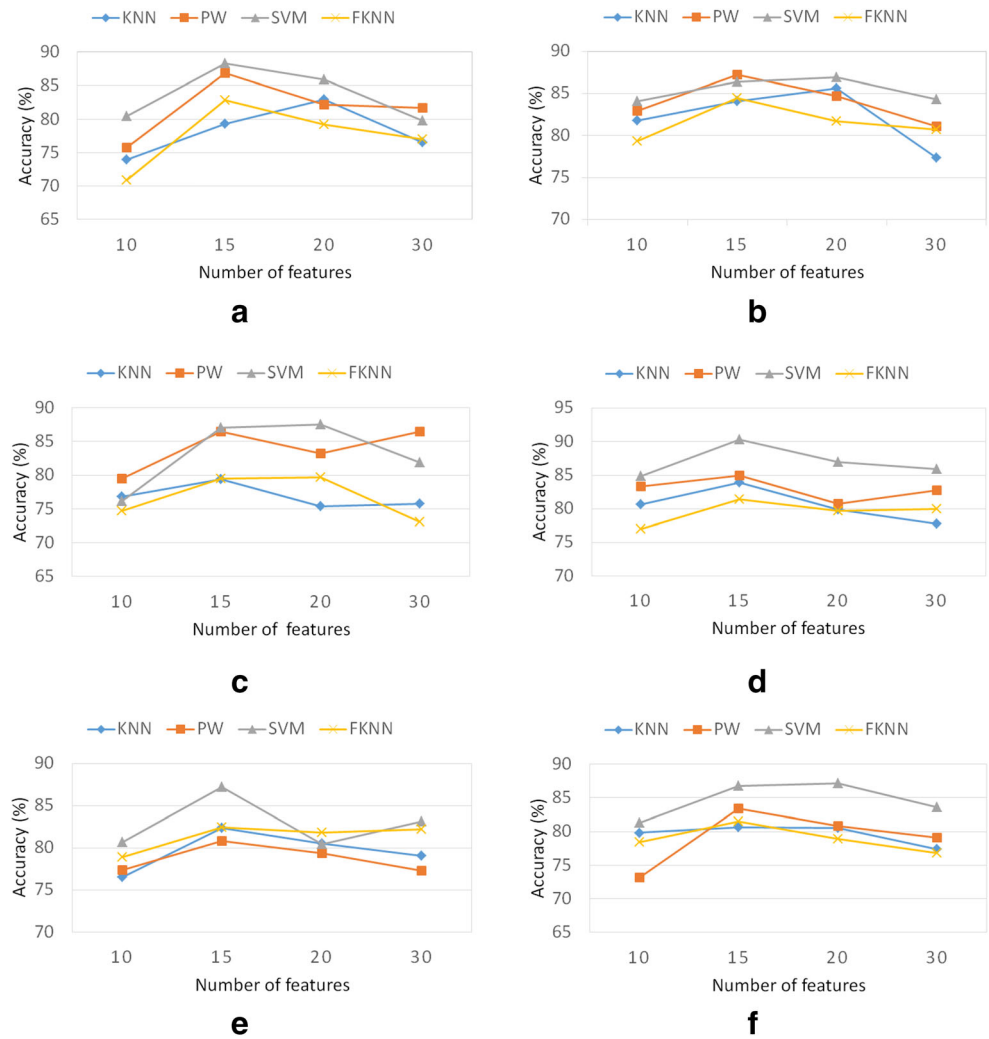 KNN PW SVM FKNN
90
85
80
75
70
65
Accuracy (%)
10 15 20 30
Number of features
a
KNN PW SVM FKNN
90
85
80
75
70
Accuracy (%)
10 15 20 30
Number of features
b
KNN PW SVM FKNN
90
85
80
75
70
65
Accuracy (%)
10 15 20 30
Number of features
c
KNN PW SVM FKNN
95
90
85
80
75
70
Accuracy (%)
10 15 20 30
Number of features
d
KNN PW SVM FKNN
90
85
80
75
70
Accuracy (%)
10 15 20 30
Number of features
e
KNN PW SVM FKNN
90
85
80
75
70
65
Accuracy (%)
10 15 20 30
Number of features
f